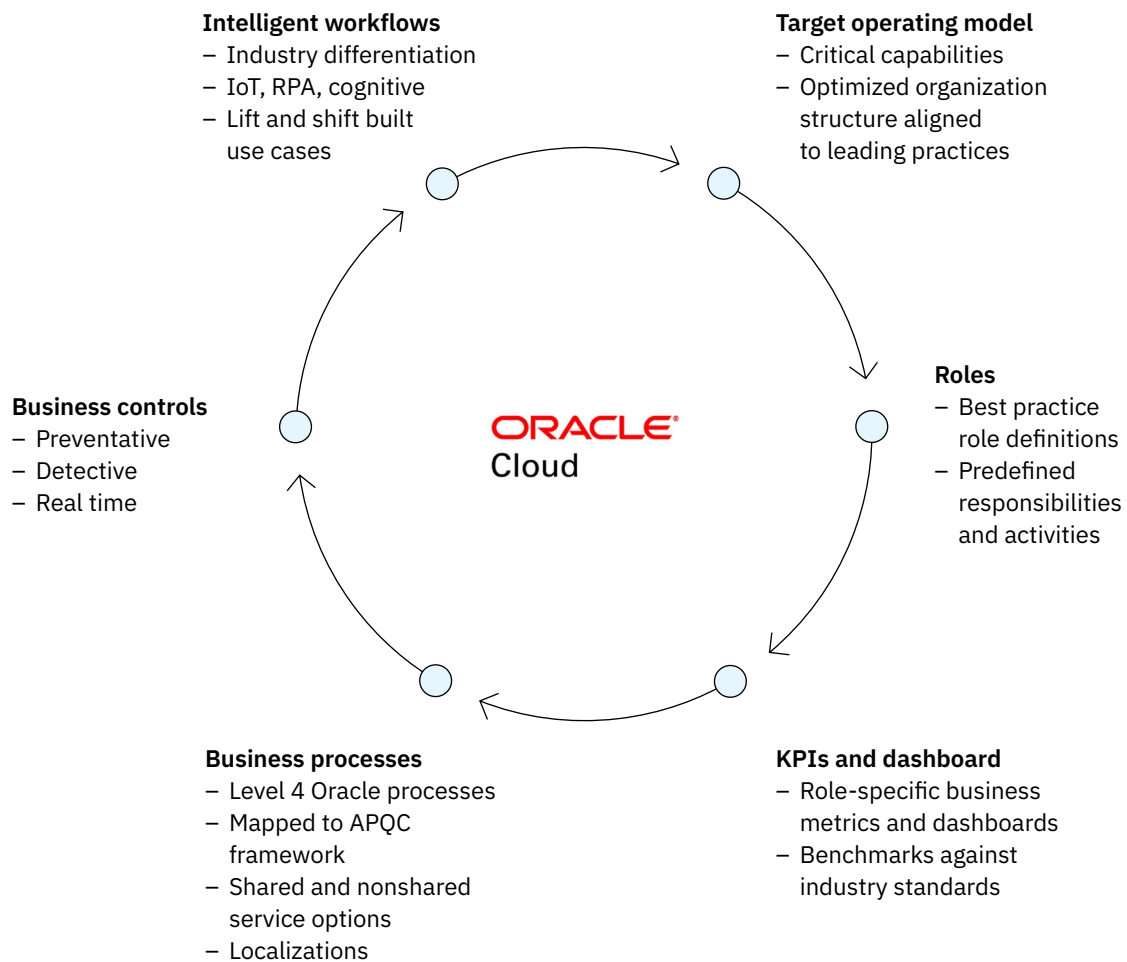 Intelligent workflows
– Industry differentiation
– IoT, RPA, cognitive
– Lift and shift built
use cases
Target operating model
– Critical capabilities
– Optimized organization
structure aligned
to leading practices
Roles
– Best practice
role definitions
– Predefined
responsibilities
and activities
Business controls
– Preventative
– Detective
– Real time
ORACLE®
Cloud
Business processes
– Level 4 Oracle processes
– Mapped to APQC
framework
– Shared and nonshared
service options
– Localizations
KPIs and dashboard
– Role-specific business
metrics and dashboards
– Benchmarks against
industry standards